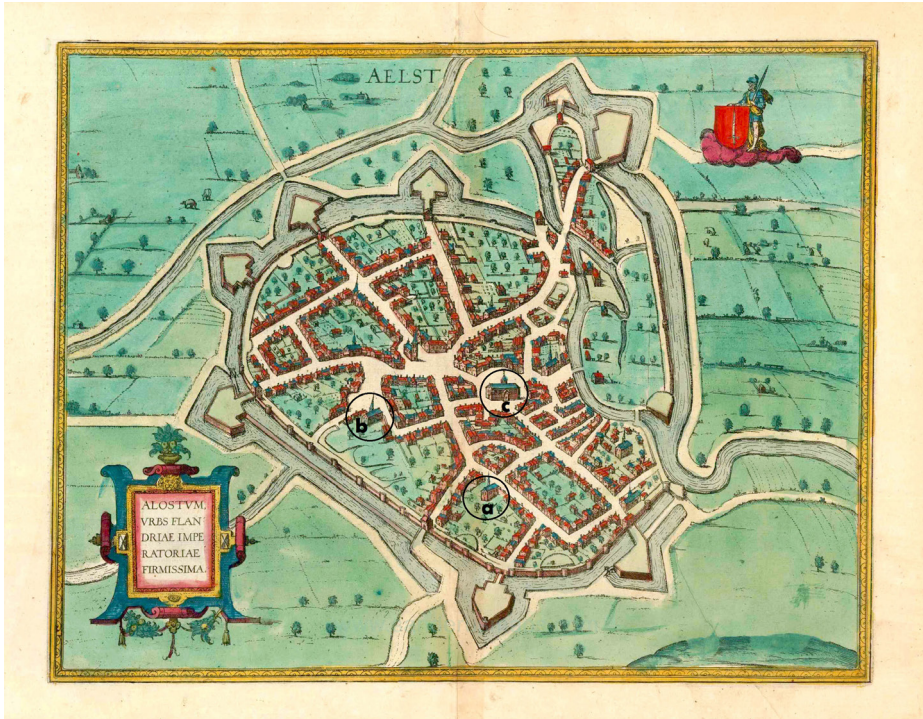 AELST
b
c
a
ALOSTVM,
VRBS FLAN
DRIAE IMPE
RATORIAE
FIRMISSIMA.